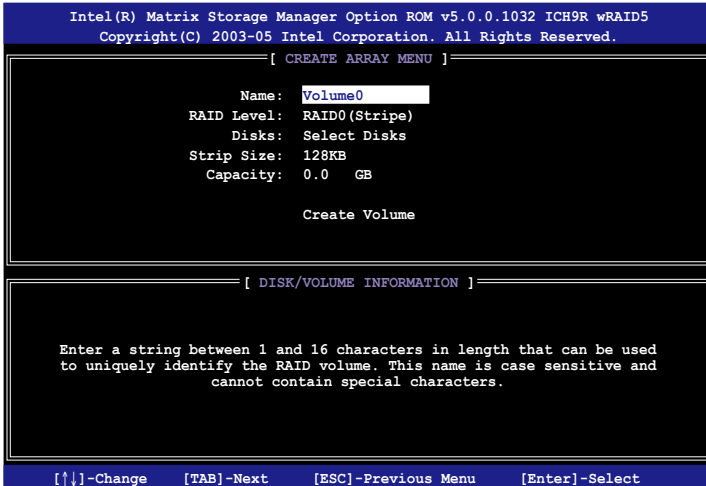 Intel(R) Matrix Storage Manager Option ROM v5.0.0.1032 ICH9R wRAID5
Copyright(C) 2003-05 Intel Corporation. All Rights Reserved.
[ CREATE ARRAY MENU ]
Name: Volume0
RAID Level: RAID0(Stripe)
Disks: Select Disks
Strip Size: 128KB
Capacity: 0.0 GB
Create Volume
[ DISK/VOLUME INFORMATION ]
Enter a string between 1 and 16 characters in length that can be used
to uniquely identify the RAID volume. This name is case sensitive and
cannot contain special characters.
[↑↓]-Change [TAB]-Next [ESC]-Previous Menu [Enter]-Select